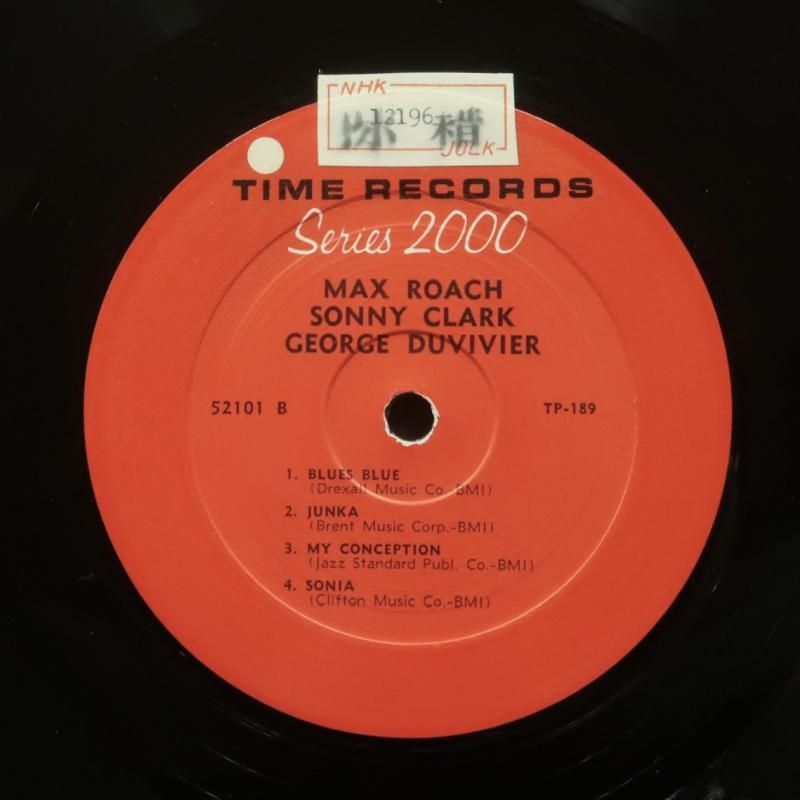 NHK
12196
JOLK
TIME RECORDS
Series 2000
MAX ROACH
SONNY CLARK
GEORGE DUVIVIER
52101 B
TP-189
1. BLUES BLUE
(Drexall Music Co.-BMI)
2. JUNKA
(Brent Music Corp.-BMI)
3. MY CONCEPTION
(Jazz Standard Publ. Co.-BMI)
4. SONIA
(Clifton Music Co.-BMI)